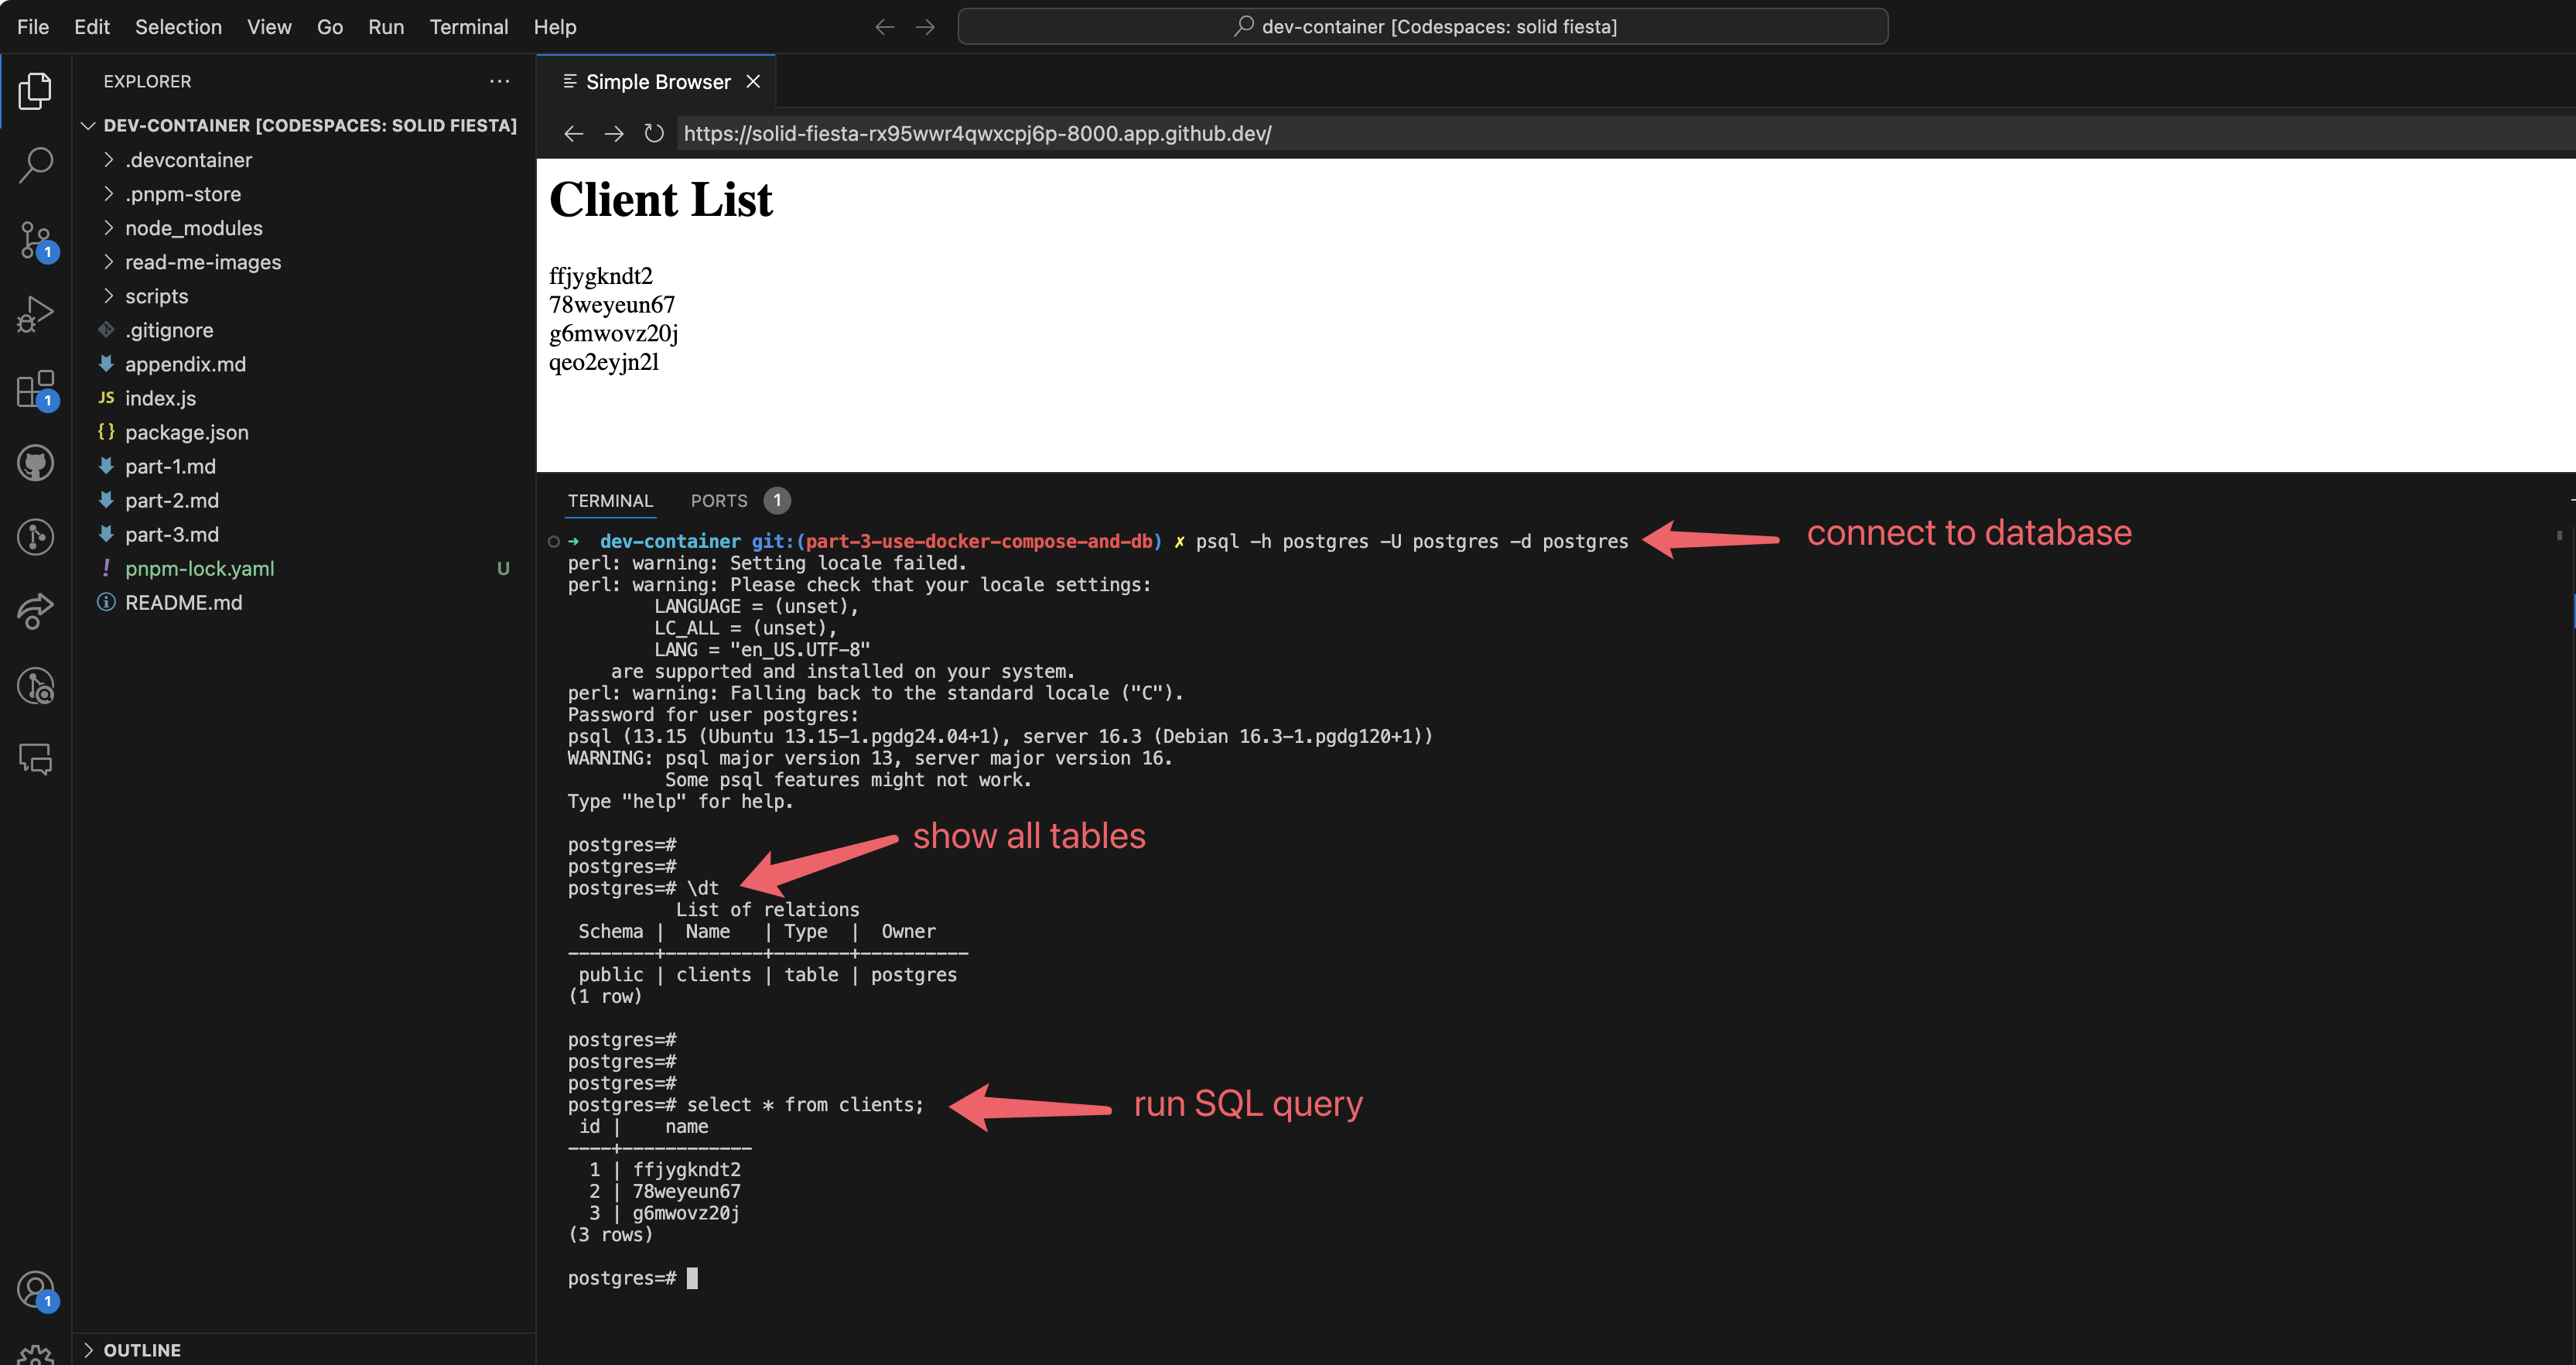 File Edit Selection View Go Run Terminal Help
dev-container [Codespaces: solid fiesta]
EXPLORER
DEV-CONTAINER [CODESPACES: SOLID FIESTA]
.devcontainer
.pnpm-store
node_modules
read-me-images
scripts
.gitignore
appendix.md
JS index.js
{} package.json
part-1.md
part-2.md
part-3.md
! pnpm-lock.yaml U
README.md
OUTLINE
1
1
1
Simple Browser
https://solid-fiesta-rx95wwr4qwxcpj6p-8000.app.github.dev/
Client List
ffjygkndt2
78weyeun67
g6mwovz20j
qeo2eyjn2l
TERMINAL PORTS 1
➜ dev-container git:(part-3-use-docker-compose-and-db) ✗ psql -h postgres -U postgres -d postgres
connect to database
perl: warning: Setting locale failed.
perl: warning: Please check that your locale settings:
LANGUAGE = (unset),
LC_ALL = (unset),
LANG = "en_US.UTF-8"
are supported and installed on your system.
perl: warning: Falling back to the standard locale ("C").
Password for user postgres:
psql (13.15 (Ubuntu 13.15-1.pgdg24.04+1), server 16.3 (Debian 16.3-1.pgdg120+1))
WARNING: psql major version 13, server major version 16.
Some psql features might not work.
Type "help" for help.
postgres=#
postgres=#
postgres=# \dt
show all tables
List of relations
Schema | Name | Type | Owner
--------+---------+-------+----------
public | clients | table | postgres
(1 row)
postgres=#
postgres=#
postgres=#
postgres=# select * from clients;
run SQL query
id | name
----+------------
1 | ffjygkndt2
2 | 78weyeun67
3 | g6mwovz20j
(3 rows)
postgres=#